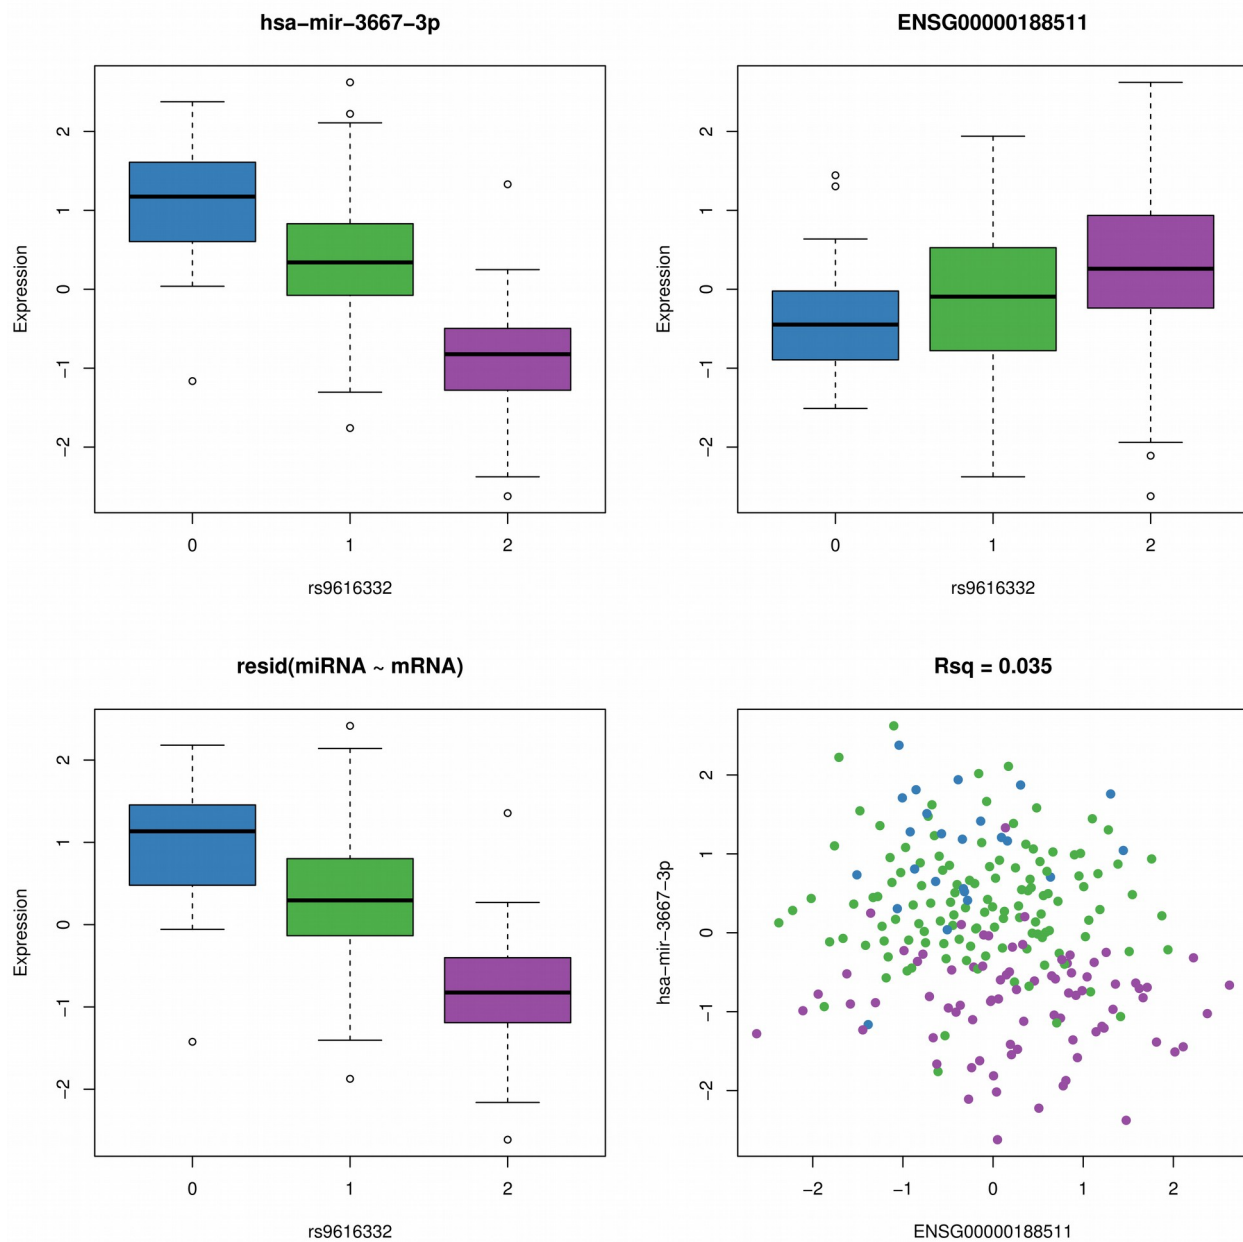 hsa−mir−3667−3p
2
1
0
−1
−2
Expression
0 1 2
rs9616332
ENSG00000188511
2
1
0
−1
−2
Expression
0 1 2
rs9616332
resid(miRNA ~ mRNA)
2
1
0
−1
−2
Expression
0 1 2
rs9616332
Rsq = 0.035
2
1
0
−1
−2
hsa−mir−3667−3p
−2 −1 0 1 2
ENSG00000188511